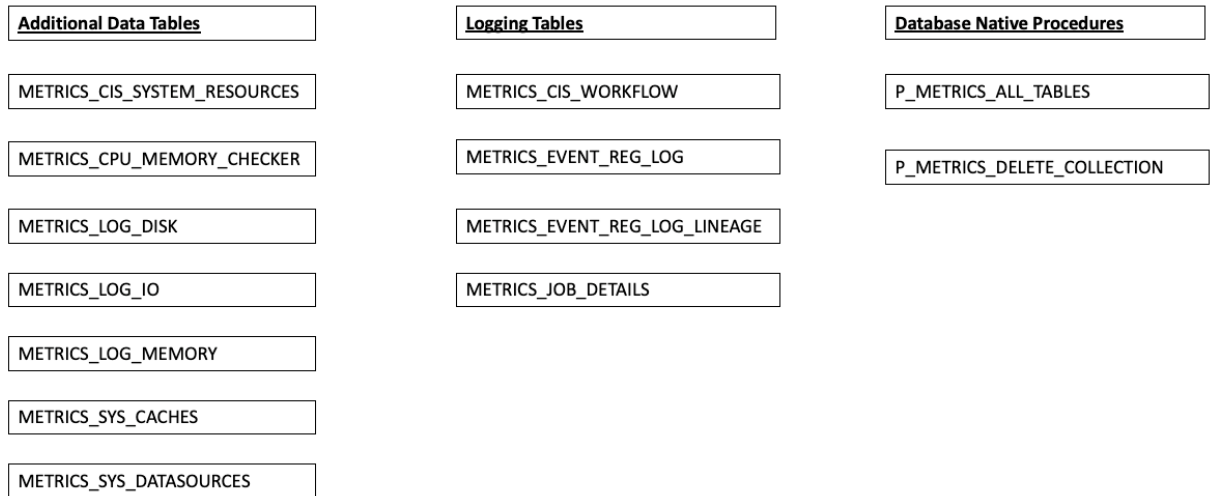 Additional Data Tables
METRICS_CIS_SYSTEM_RESOURCES
METRICS_CPU_MEMORY_CHECKER
METRICS_LOG_DISK
METRICS_LOG_IO
METRICS_LOG_MEMORY
METRICS_SYS_CACHES
METRICS_SYS_DATASOURCES
Logging Tables
METRICS_CIS_WORKFLOW
METRICS_EVENT_REG_LOG
METRICS_EVENT_REG_LOG_LINEAGE
METRICS_JOB_DETAILS
Database Native Procedures
P_METRICS_ALL_TABLES
P_METRICS_DELETE_COLLECTION